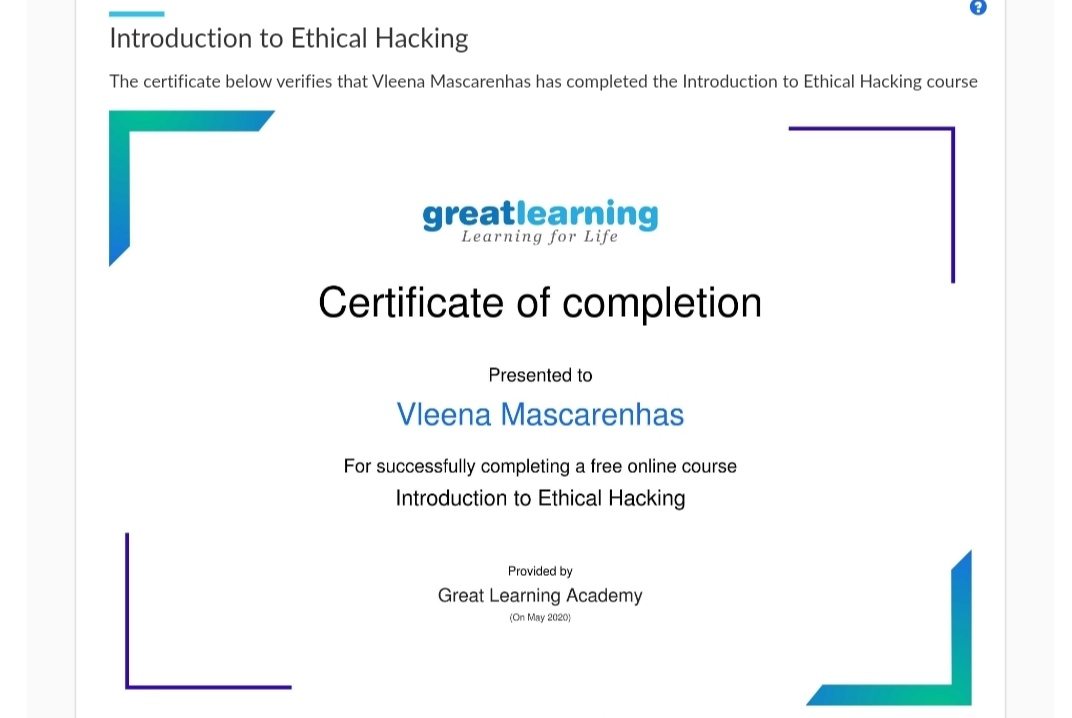 ?
Introduction to Ethical Hacking
The certificate below verifies that Vleena Mascarenhas has completed the Introduction to Ethical Hacking course
greatlearning
Learning for Life
Certificate of completion
Presented to
Vleena Mascarenhas
For successfully completing a free online course
Introduction to Ethical Hacking
Provided by
Great Learning Academy
(On May 2020)